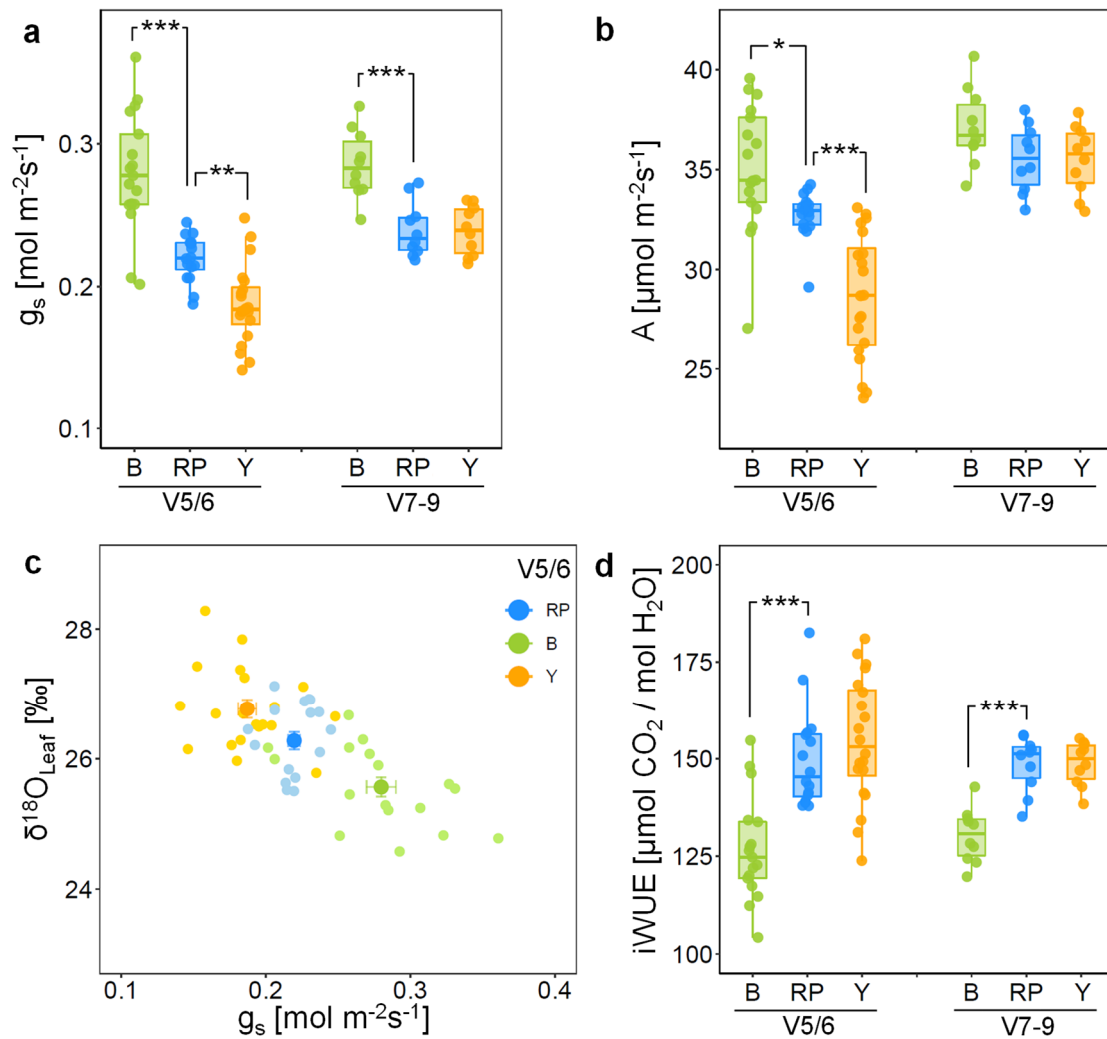 a
***
***
**
g_s [mol m⁻²s⁻¹]
0.3
0.2
0.1
B RP Y B RP Y
V5/6 V7-9
b
*
***
A [µmol m⁻²s⁻¹]
40
35
30
25
B RP Y B RP Y
V5/6 V7-9
c
V5/6
RP
B
Y
δ¹⁸O_Leaf [‰]
28
26
24
0.1 0.2 0.3 0.4
g_s [mol m⁻²s⁻¹]
d
***
***
iWUE [µmol CO₂ / mol H₂O]
200
175
150
125
100
B RP Y B RP Y
V5/6 V7-9